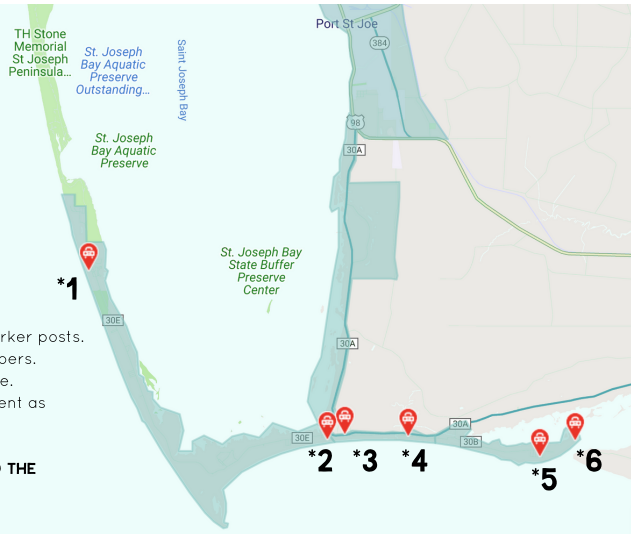 Port St Joe
TH Stone
Memorial
St Joseph
Peninsula...
St. Joseph
Bay Aquatic
Preserve
Outstanding...
Saint Joseph Bay
384
98
30A
St. Joseph
Bay Aquatic
Preserve
St. Joseph Bay
State Buffer
Preserve
Center
*1
30E
rker posts.
30A
bers.
e.
ent as
30E
30A
30B
*2
*3
*4
*5
*6
THE